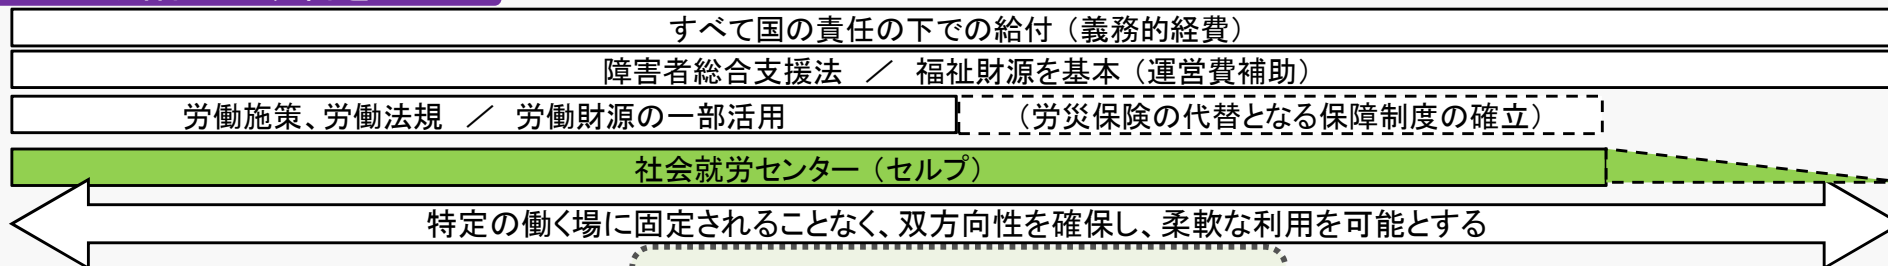 すべて国の責任の下での給付（義務的経費）
障害者総合支援法　／　福祉財源を基本（運営費補助）
労働施策、労働法規　／　労働財源の一部活用
（労災保険の代替となる保障制度の確立）
社会就労センター（セルプ）
特定の働く場に固定されることなく、双方向性を確保し、柔軟な利用を可能とする